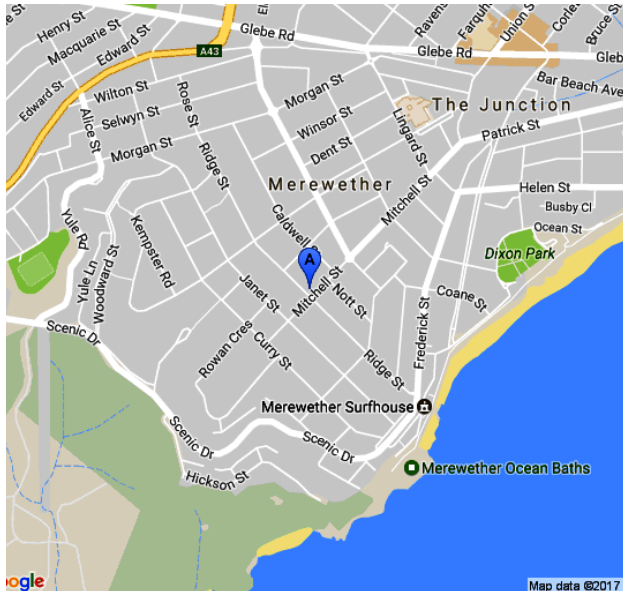 Henry St
Macquarie St
Edward St
Edward St
Wilton St
Selwyn St
Morgan St
Alice St
A43
Glebe Rd
Glebe Rd
Union St
Bruce St
Bar Beach Ave
The Junction
Patrick St
Morgan St
Winsor St
Dent St
Lingard St
Rose St
Ridge St
Merewether
Mitchell St
Helen St
Busby Cl
Ocean St
Dixon Park
Yule Rd
Kempster Rd
Yule Ln
Woodward St
A
Mitchell St
Nott St
Janet St
Coane St
Frederick St
Scenic Dr
Rowan Cres
Curry St
Ridge St
Merewether Surfhouse
Scenic Dr
Scenic Dr
Hickson St
Merewether Ocean Baths
Map data ©2017